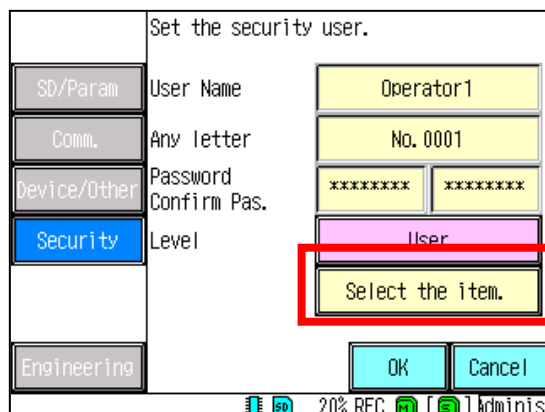 Set the security user.
SD/Param
User Name
Operator1
Comm.
Any letter
No.0001
Device/Other
Password
Confirm Pas.
******** ********
Security
Level
User
Select the item.
Engineering
OK
Cancel
SD 20% REC M [ S ] Adminis